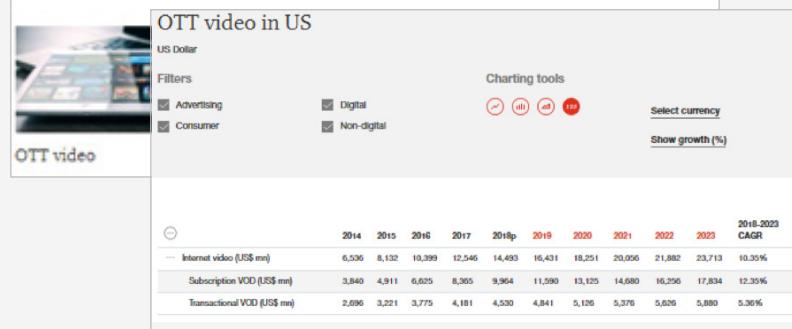 OTT video in US
US Dollar
Filters
Charting tools
Advertising
Digital
Consumer
Non-digital
Select currency
Show growth (%)
OTT video
2014 2015 2016 2017 2018p 2019 2020 2021 2022 2023 2018-2023 CAGR
Internet video (US$ mn) 6,536 8,132 10,399 12,546 14,493 16,431 18,251 20,056 21,882 23,713 10.35%
Subscription VOD (US$ mn) 3,840 4,911 6,625 8,365 9,964 11,590 13,125 14,680 16,256 17,834 12.35%
Transactional VOD (US$ mn) 2,696 3,221 3,775 4,181 4,530 4,841 5,126 5,376 5,626 5,880 5.36%